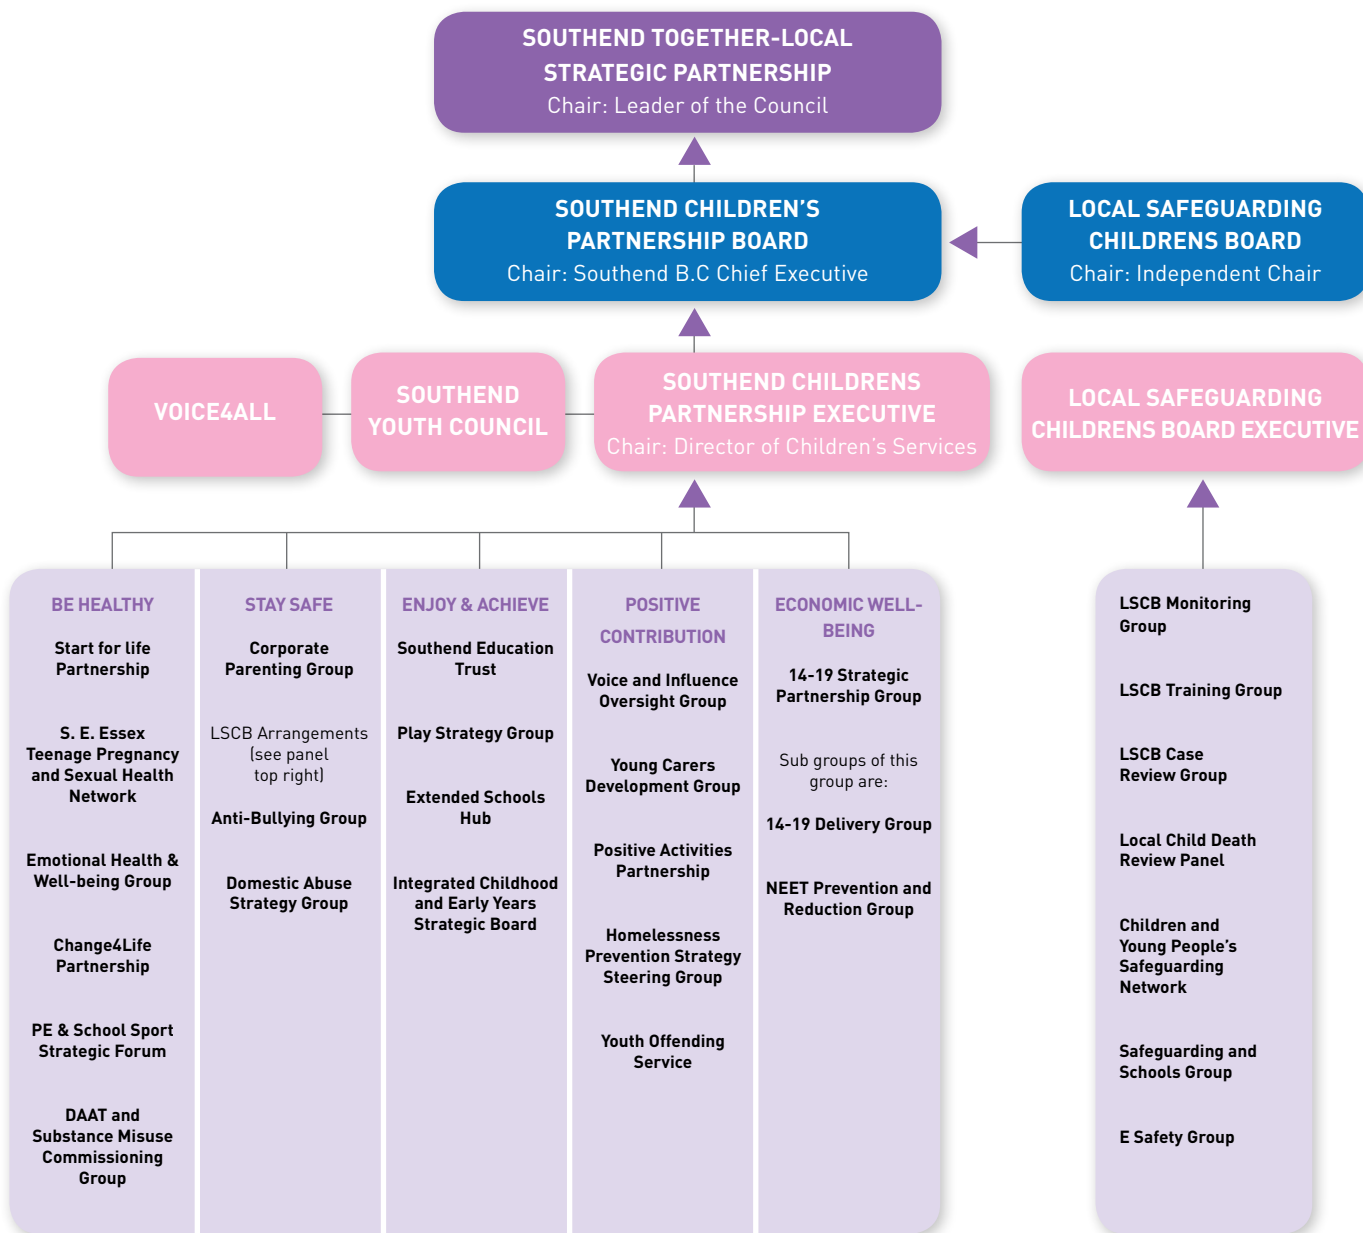 SOUTHEND TOGETHER-LOCAL
STRATEGIC PARTNERSHIP
Chair: Leader of the Council
SOUTHEND CHILDREN'S
PARTNERSHIP BOARD
Chair: Southend B.C Chief Executive
LOCAL SAFEGUARDING
CHILDRENS BOARD
Chair: Independent Chair
VOICE4ALL
SOUTHEND
YOUTH COUNCIL
SOUTHEND CHILDRENS
PARTNERSHIP EXECUTIVE
Chair: Director of Children's Services
LOCAL SAFEGUARDING
CHILDRENS BOARD EXECUTIVE
BE HEALTHY
Start for life
Partnership
S. E. Essex
Teenage Pregnancy
and Sexual Health
Network
Emotional Health &
Well-being Group
Change4Life
Partnership
PE & School Sport
Strategic Forum
DAAT and
Substance Misuse
Commissioning
Group
STAY SAFE
Corporate
Parenting Group
LSCB Arrangements
(see panel
top right)
Anti-Bullying Group
Domestic Abuse
Strategy Group
ENJOY & ACHIEVE
Southend Education
Trust
Play Strategy Group
Extended Schools
Hub
Integrated Childhood
and Early Years
Strategic Board
POSITIVE
CONTRIBUTION
Voice and Influence
Oversight Group
Young Carers
Development Group
Positive Activities
Partnership
Homelessness
Prevention Strategy
Steering Group
Youth Offending
Service
ECONOMIC WELL-
BEING
14-19 Strategic
Partnership Group
Sub groups of this
group are:
14-19 Delivery Group
NEET Prevention and
Reduction Group
LSCB Monitoring
Group
LSCB Training Group
LSCB Case
Review Group
Local Child Death
Review Panel
Children and
Young People's
Safeguarding
Network
Safeguarding and
Schools Group
E Safety Group